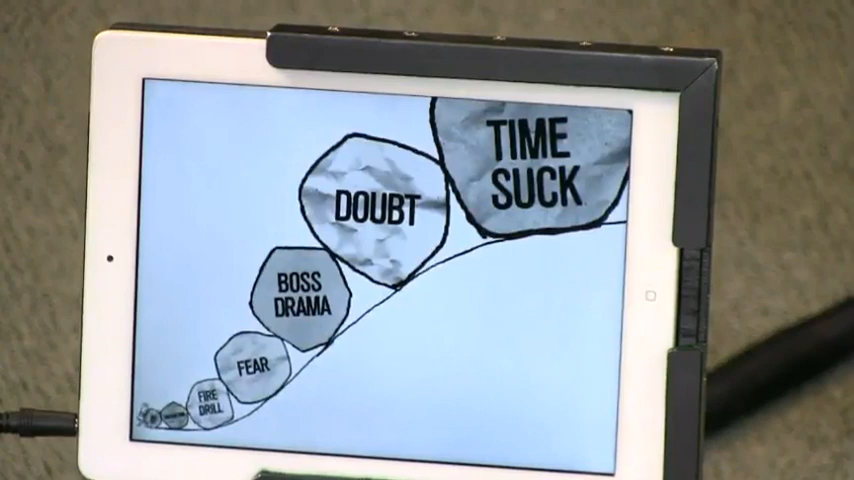 TIME
SUCK
DOUBT
BOSS
DRAMA
FEAR
FIRE
DRILL